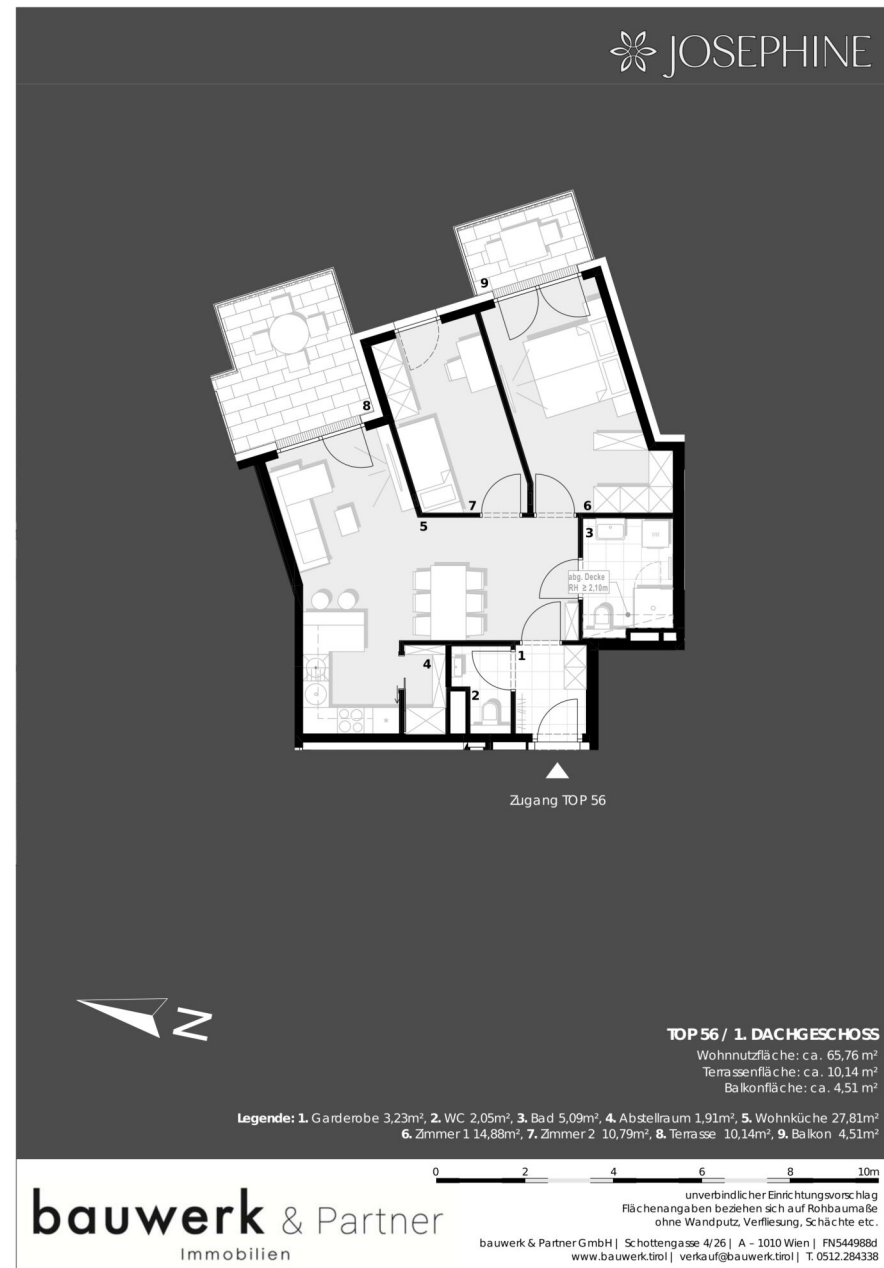 JOSEPHINE
9
8
7
6
5
3
abg. Decke
RH ≥ 2,10m
1
4
2
Zugang TOP 56
N
TOP 56 / 1. DACHGESCHOSS
Wohnnutzfläche: ca. 65,76 m²
Terrassenfläche: ca. 10,14 m²
Balkonfläche: ca. 4,51 m²
Legende: 1. Garderobe 3,23m², 2. WC 2,05m², 3. Bad 5,09m², 4. Abstellraum 1,91m², 5. Wohnküche 27,81m²
6. Zimmer 1 14,88m², 7. Zimmer 2 10,79m², 8. Terrasse 10,14m², 9. Balkon 4,51m²
0 2 4 6 8 10m
bauwerk & Partner
Immobilien
unverbindlicher Einrichtungsvorschlag
Flächenangaben beziehen sich auf Rohbaumaße
ohne Wandputz, Verfliesung, Schächte etc.
bauwerk & Partner GmbH | Schottengasse 4/26 | A – 1010 Wien | FN544988d
www.bauwerk.tirol | verkauf@bauwerk.tirol | T. 0512.284338